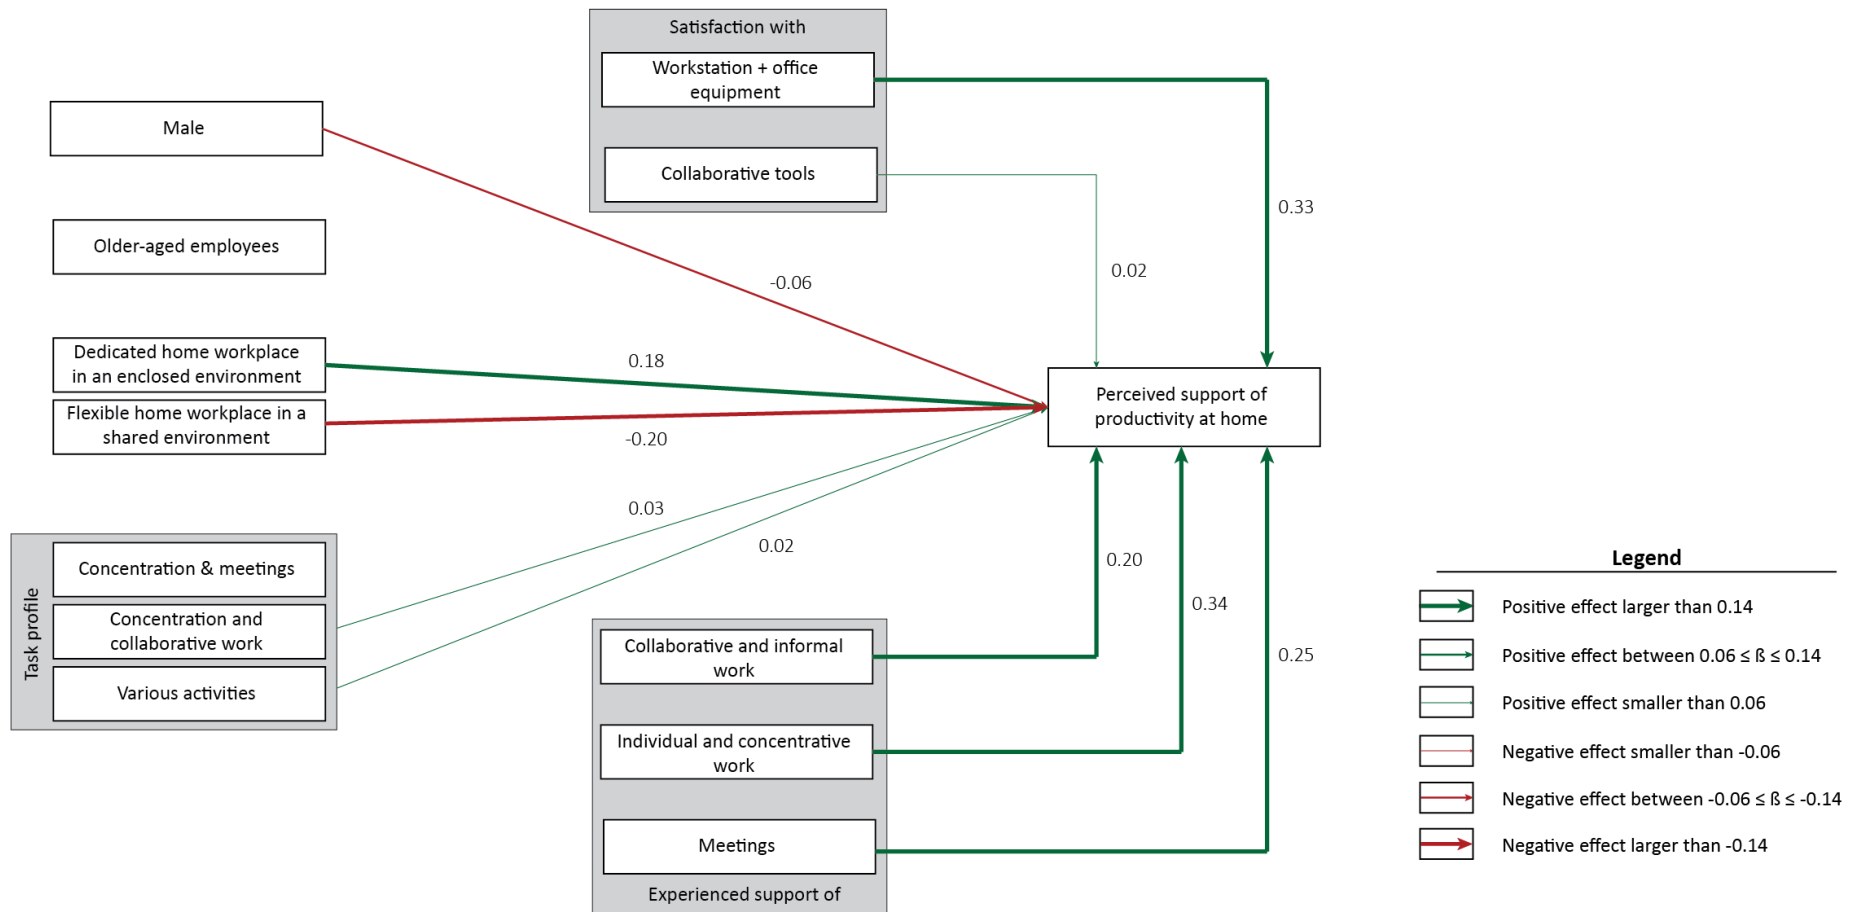 Satisfaction with
Workstation + office
equipment
Collaborative tools
Male
Older-aged employees
Dedicated home workplace
in an enclosed environment
Flexible home workplace in a
shared environment
Task profile
Concentration & meetings
Concentration and
collaborative work
Various activities
-0.06
0.18
-0.20
0.03
0.02
0.33
0.02
Perceived support of
productivity at home
0.20
0.34
0.25
Collaborative and informal
work
Individual and concentrative
work
Meetings
Experienced support of
Legend
Positive effect larger than 0.14
Positive effect between 0.06 ≤ ß ≤ 0.14
Positive effect smaller than 0.06
Negative effect smaller than -0.06
Negative effect between -0.06 ≤ ß ≤ -0.14
Negative effect larger than -0.14